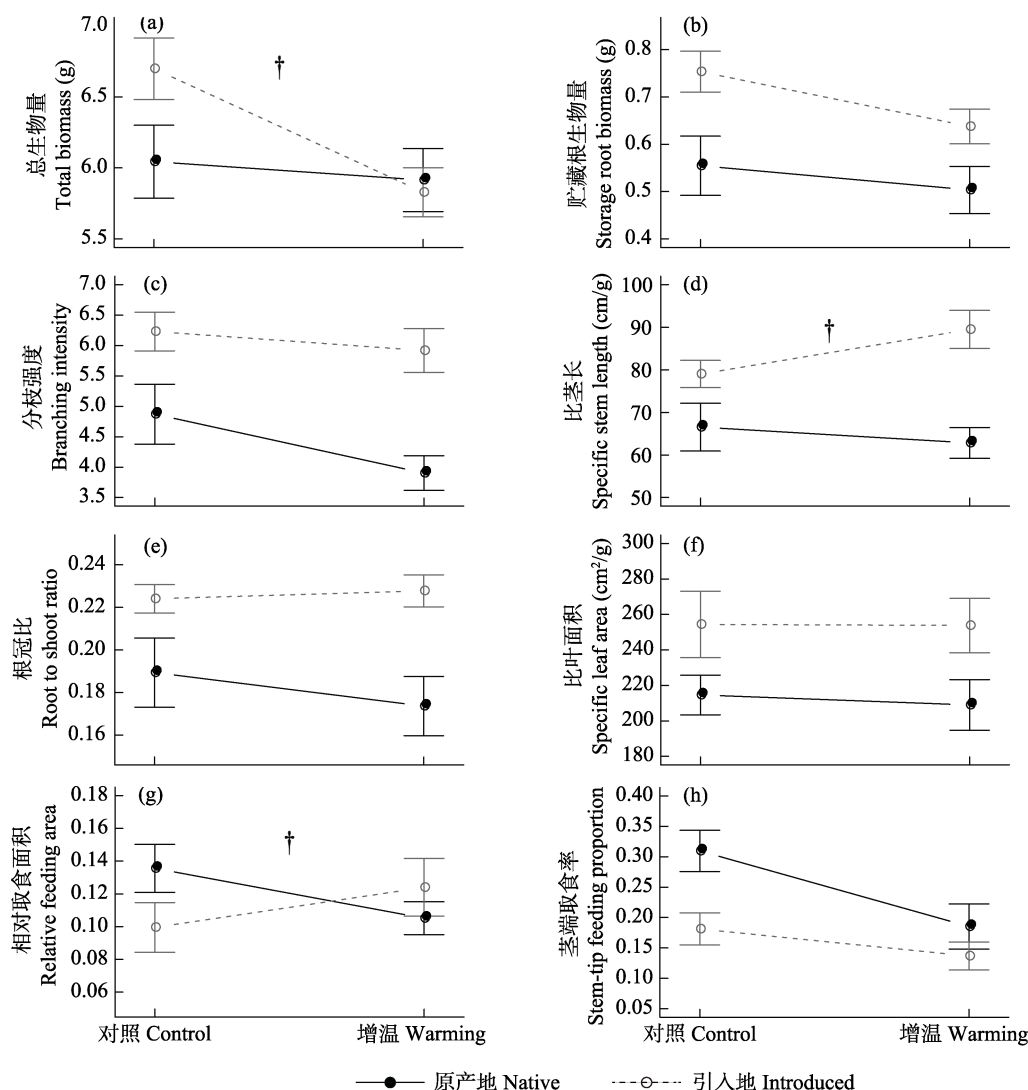 (a)
†
总生物量
Total biomass (g)
7.0
6.5
6.0
5.5
(b)
贮藏根生物量
Storage root biomass (g)
0.8
0.7
0.6
0.5
0.4
(c)
分枝强度
Branching intensity
7.0
6.5
6.0
5.5
5.0
4.5
4.0
3.5
(d)
†
比茎长
Specific stem length (cm/g)
100
90
80
70
60
50
(e)
根冠比
Root to shoot ratio
0.24
0.22
0.20
0.18
0.16
(f)
比叶面积
Specific leaf area (cm²/g)
300
280
260
240
220
200
180
(g)
†
相对取食面积
Relative feeding area
0.18
0.16
0.14
0.12
0.10
0.08
0.06
对照 Control
增温 Warming
(h)
茎端取食率
Stem-tip feeding proportion
0.40
0.35
0.30
0.25
0.20
0.15
0.10
0.05
对照 Control
增温 Warming
原产地 Native
引入地 Introduced